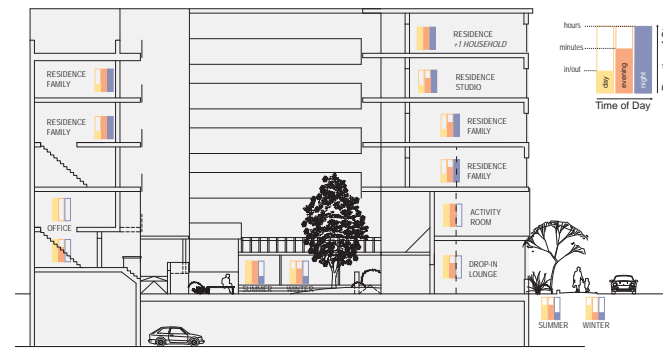 RESIDENCE
+1 HOUSEHOLD
RESIDENCE
FAMILY
RESIDENCE
STUDIO
RESIDENCE
FAMILY
RESIDENCE
FAMILY
RESIDENCE
FAMILY
OFFICE
ACTIVITY
ROOM
DROP-IN
LOUNGE
SUMMER
WINTER
SUMMER
WINTER
hours
minutes
in/out
day
evening
night
Time of Day